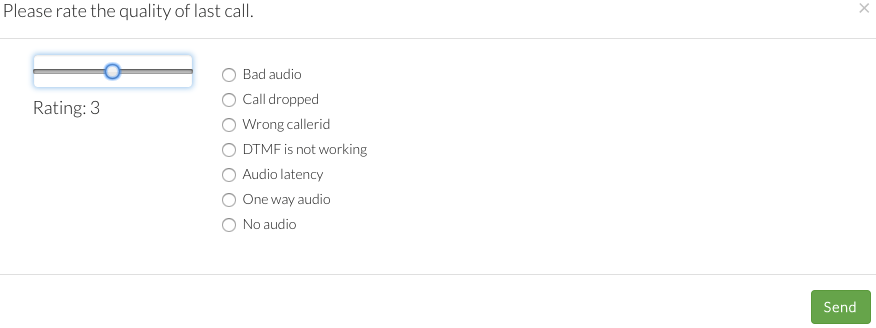 Please rate the quality of last call.
×
Rating: 3
Bad audio
Call dropped
Wrong callerid
DTMF is not working
Audio latency
One way audio
No audio
Send